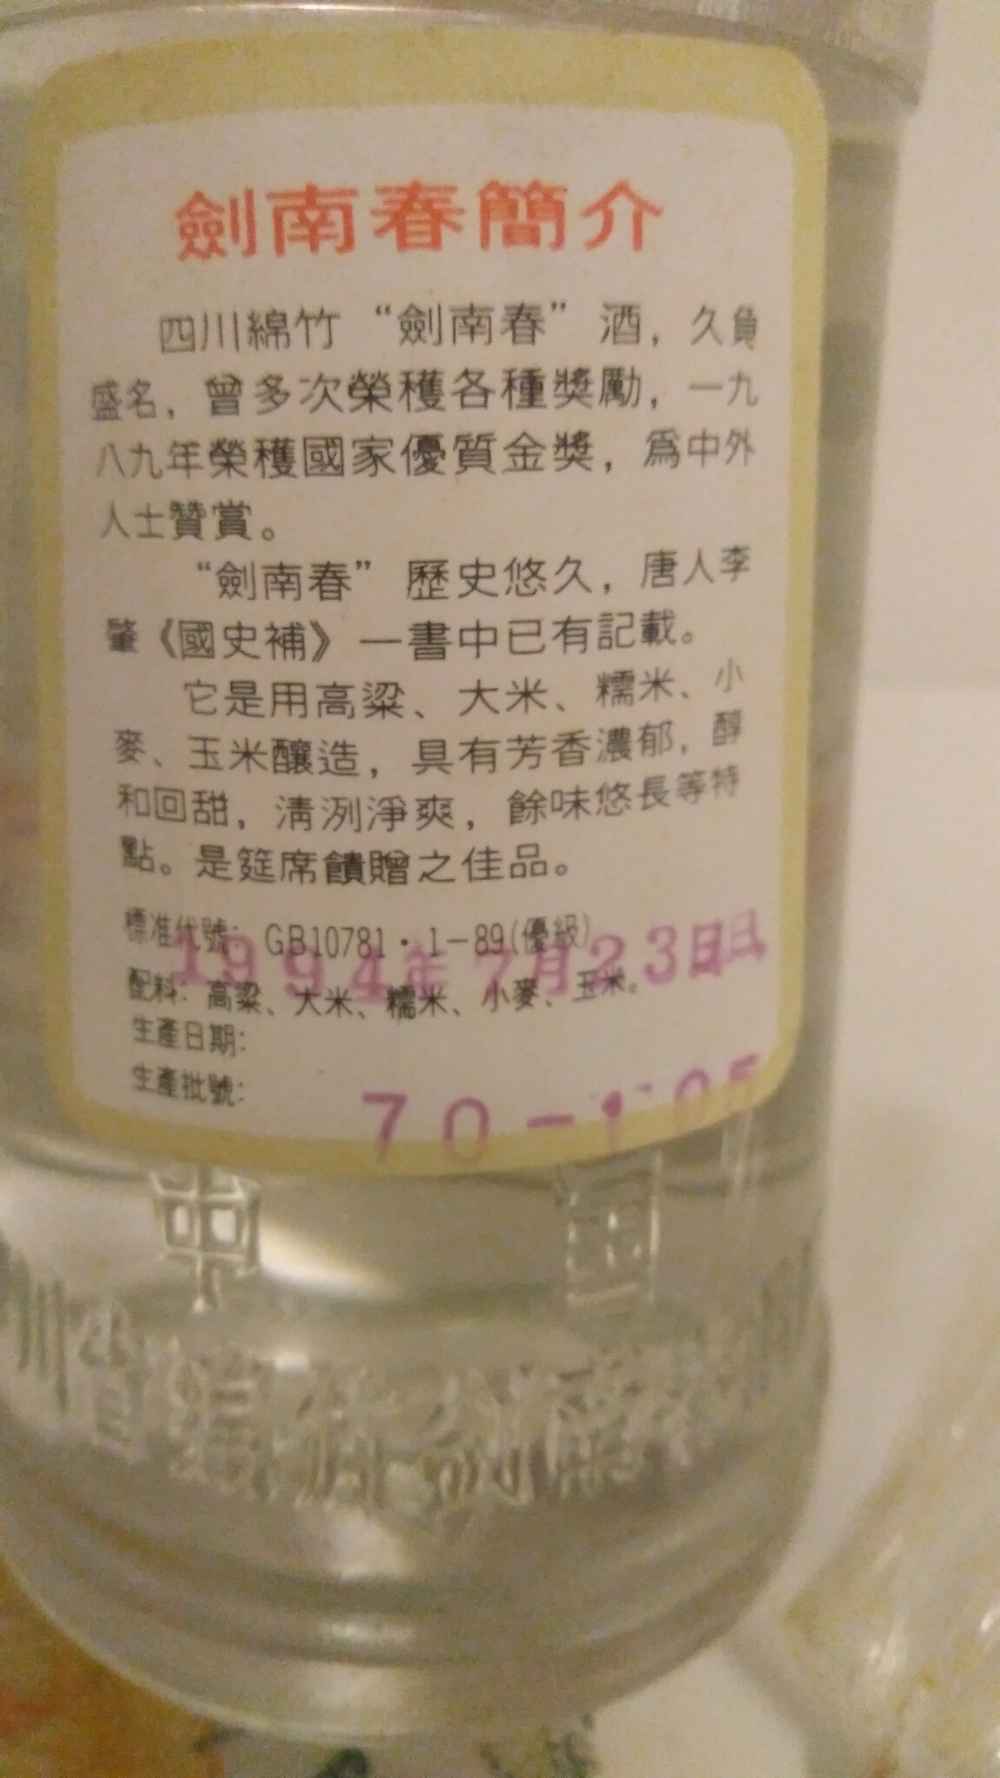 劍南春簡介
四川綿竹“劍南春”酒，久負
盛名，曾多次榮穫各種獎勵，一九
八九年榮穫國家優質金獎，爲中外
人士贊賞。
“劍南春”歷史悠久，唐人李
肇《國史補》一書中已有記載。
它是用高粱、大米、糯米、小
麥、玉米釀造，具有芳香濃郁，醇
和回甜，清洌淨爽，餘味悠長等特
點。是筵席饋贈之佳品。
標准代號：GB10781·1－89(優級)
1994年7月23日
配料：高粱、大米、糯米、小麥、玉米。
生產日期：
生產批號：
70-1
中國
川省綿竹劍南春